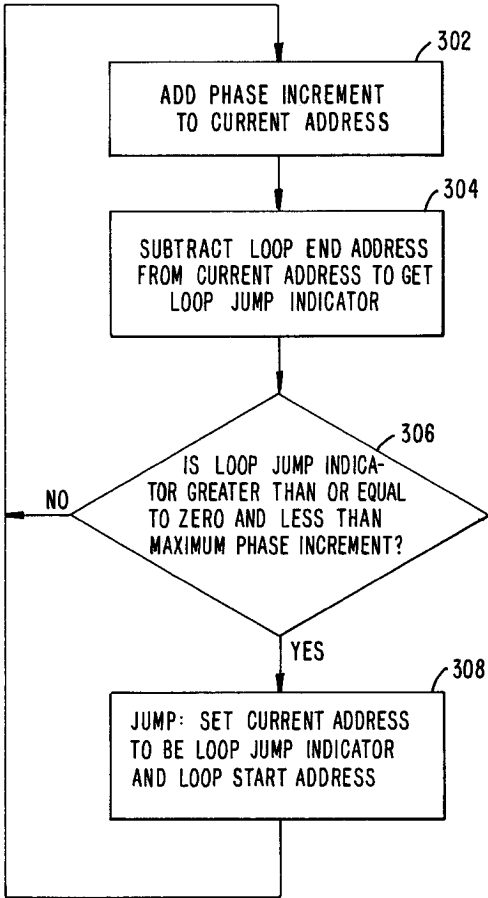 302
ADD PHASE INCREMENT
TO CURRENT ADDRESS
304
SUBTRACT LOOP END ADDRESS
FROM CURRENT ADDRESS TO GET
LOOP JUMP INDICATOR
306
IS LOOP JUMP INDICA-
TOR GREATER THAN OR EQUAL
TO ZERO AND LESS THAN
MAXIMUM PHASE INCREMENT?
NO
YES
308
JUMP: SET CURRENT ADDRESS
TO BE LOOP JUMP INDICATOR
AND LOOP START ADDRESS